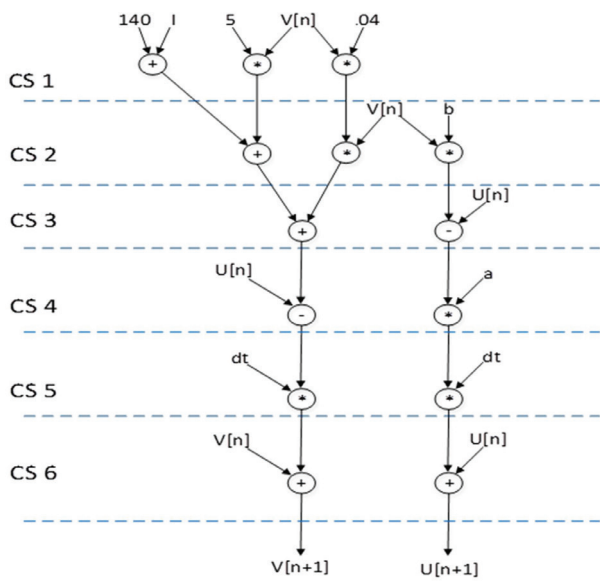 140 I 5 V[n] .04
+ * *
CS 1
V[n] b
CS 2 + * *
U[n]
CS 3 + -
U[n] a
CS 4 - *
dt dt
CS 5 * *
V[n] U[n]
CS 6 + +
V[n+1] U[n+1]